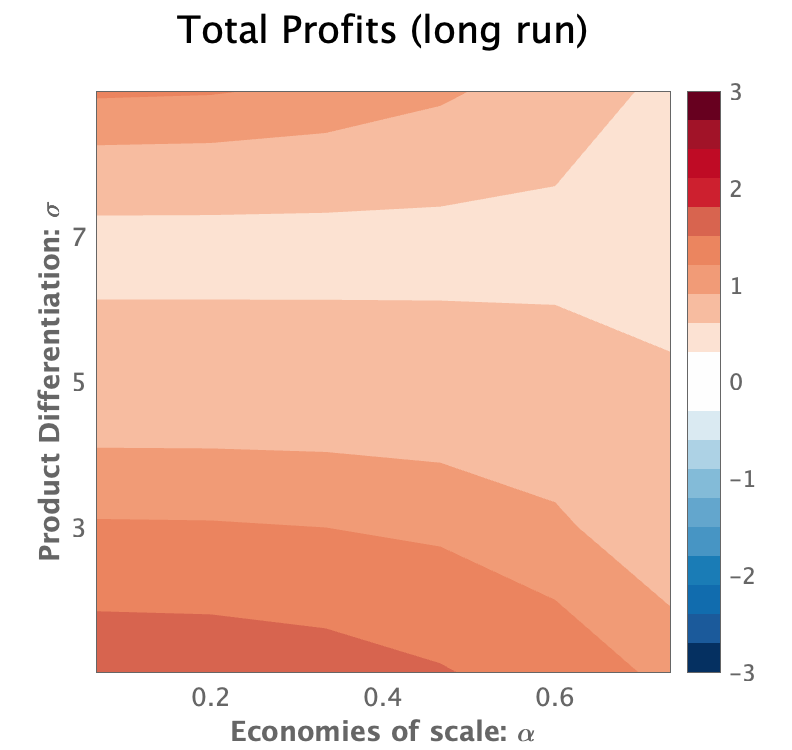 Total Profits (long run)
Product Differentiation: σ
7
5
3
0.2 0.4 0.6
Economies of scale: α
3
2
1
0
−1
−2
−3